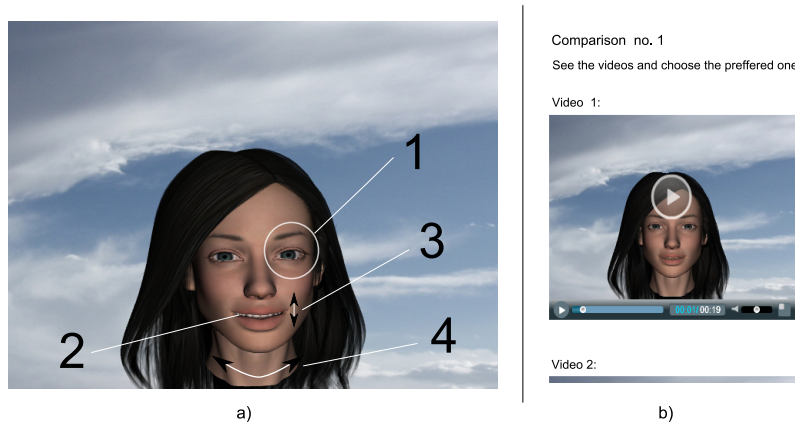 1
3
2
4
a)
Comparison no. 1
See the videos and choose the preffered one
Video 1:
00:01/00:19
Video 2:
b)